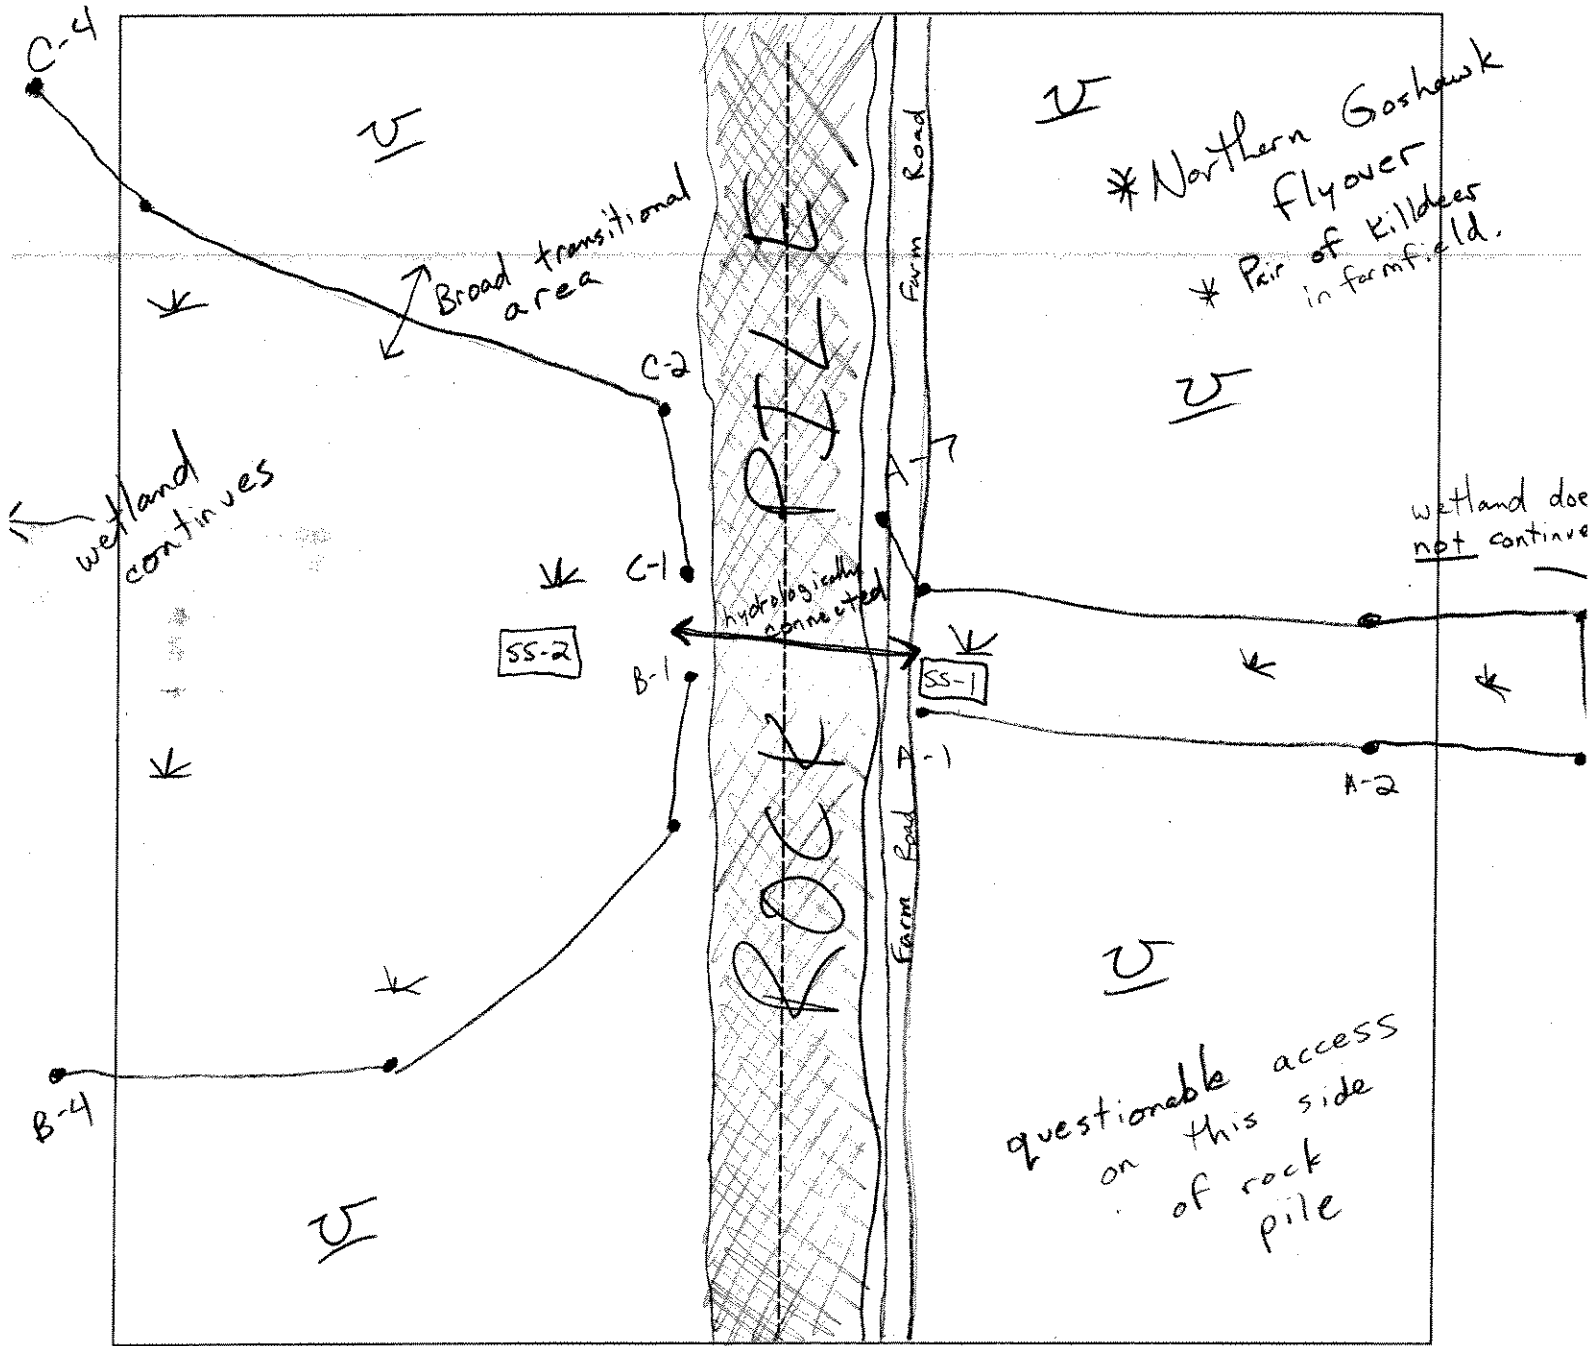 C-4
U
U
* Northern Goshawk
flyover
* Pair of Killdeer
in farmfield.
Farm Road
Broad transitional
area
C-2
U
A-7
wetland
continues
wetland doe
not continue
C-1
hydrologically
connected
SS-2
SS-1
B-1
A-1
A-2
ROCK PILE
Farm Road
U
B-4
questionable access
on this side
of rock
pile
U